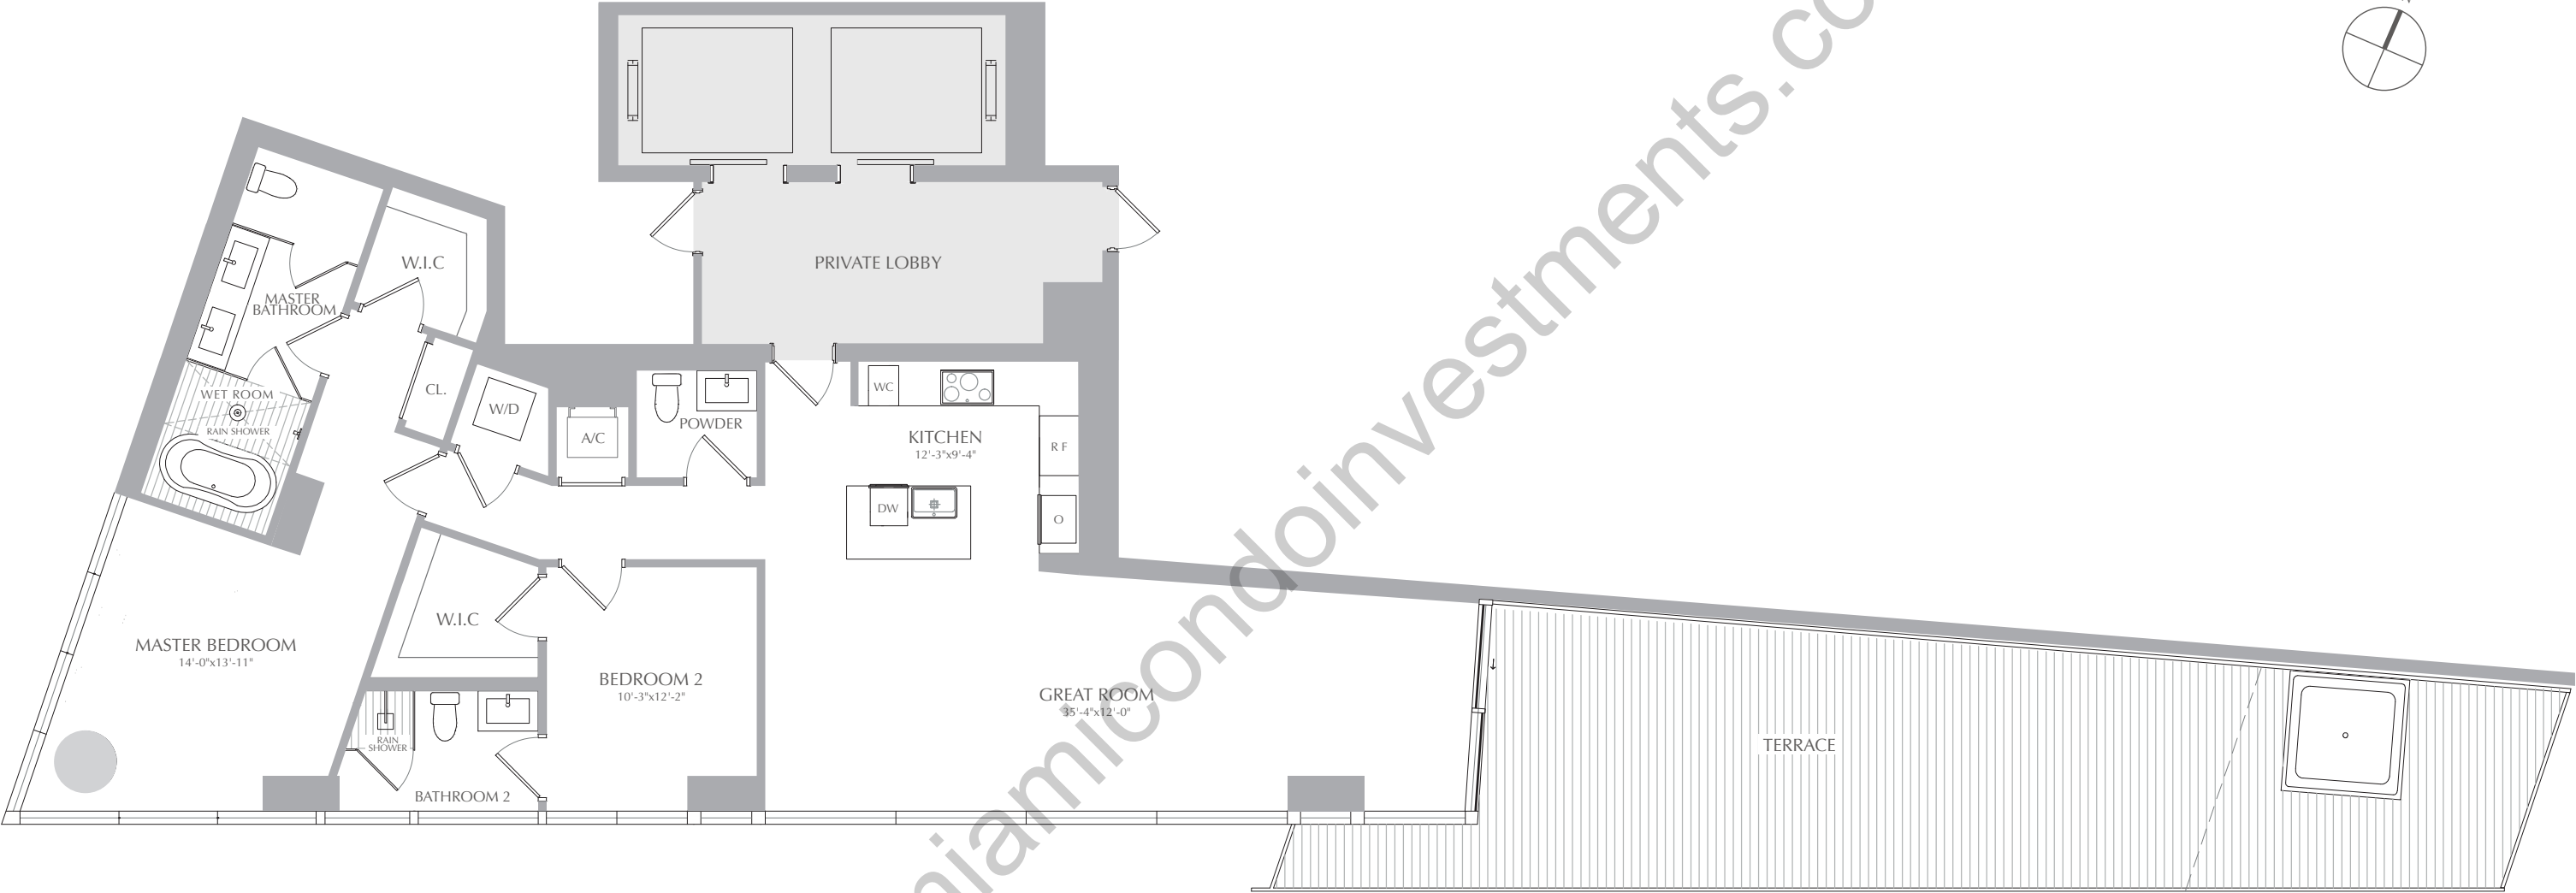 PRIVATE LOBBY
W.I.C
MASTER
BATHROOM
WET ROOM
RAIN SHOWER
CL.
W/D
A/C
POWDER
WC
KITCHEN
12'-3"x9'-4"
R F
DW
O
W.I.C
MASTER BEDROOM
14'-0"x13'-11"
BEDROOM 2
10'-3"x12'-2"
GREAT ROOM
35'-4"x12'-0"
RAIN
SHOWER
BATHROOM 2
TERRACE
miamicondoinvestments.co